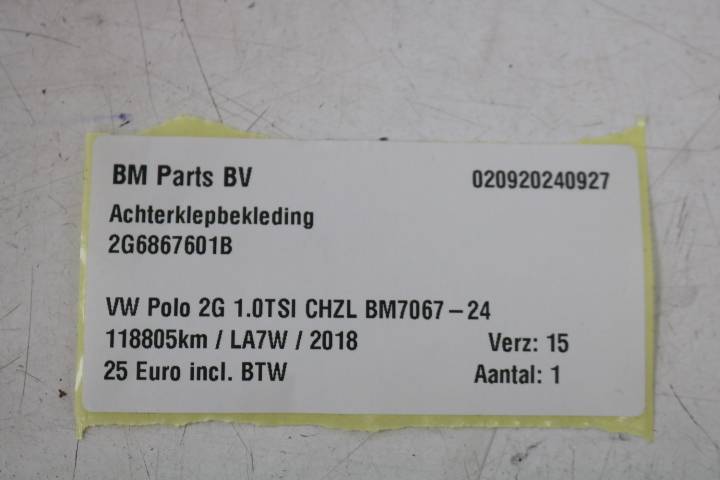 BM Parts BV 020920240927
Achterklepbekleding
2G6867601B
VW Polo 2G 1.0TSI CHZL BM7067-24
118805km / LA7W / 2018 Verz: 15
25 Euro incl. BTW Aantal: 1